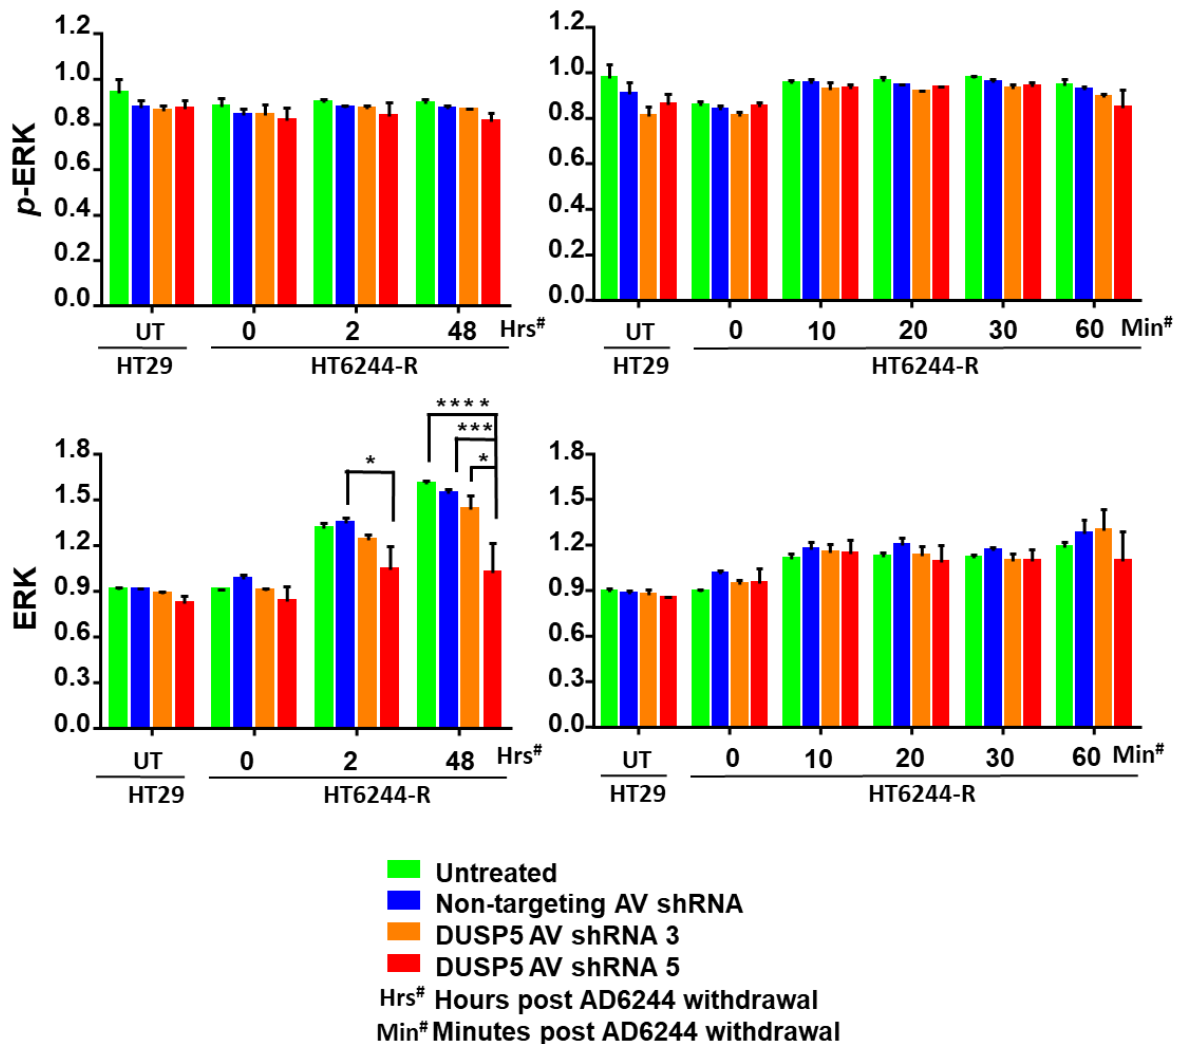 p-ERK
1.2
1.0
0.8
0.6
0.4
0.2
0.0
UT 0 2 48 Hrs#
HT29 HT6244-R
1.2
1.0
0.8
0.6
0.4
0.2
0.0
UT 0 10 20 30 60 Min#
HT29 HT6244-R
ERK
1.8
1.5
1.2
0.9
0.6
0.3
0.0
* **** *** *
UT 0 2 48 Hrs#
HT29 HT6244-R
1.8
1.5
1.2
0.9
0.6
0.3
0.0
UT 0 10 20 30 60 Min#
HT29 HT6244-R
Untreated
Non-targeting AV shRNA
DUSP5 AV shRNA 3
DUSP5 AV shRNA 5
Hrs# Hours post AD6244 withdrawal
Min# Minutes post AD6244 withdrawal